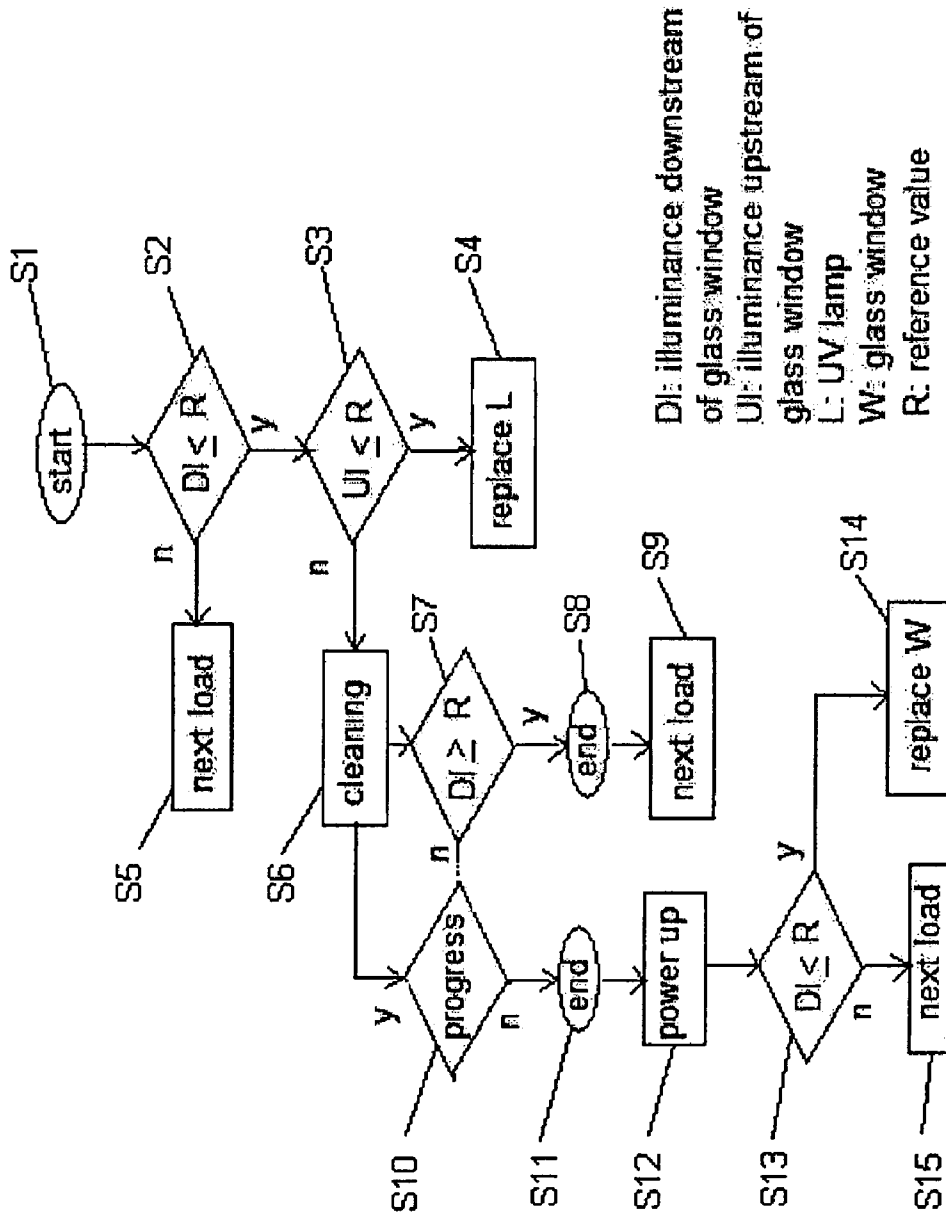 start
S1
DI ≤ R
S2
n
y
next load
S5
UI ≤ R
S3
n
y
replace L
S4
cleaning
S6
DI ≥ R
S7
n
y
end
S8
next load
S9
progress
S10
y
n
end
S11
power up
S12
DI ≤ R
S13
y
n
replace W
S14
next load
S15
DI: illuminance downstream
of glass window
UI: illuminance upstream of
glass window
L: UV lamp
W: glass window
R: reference value